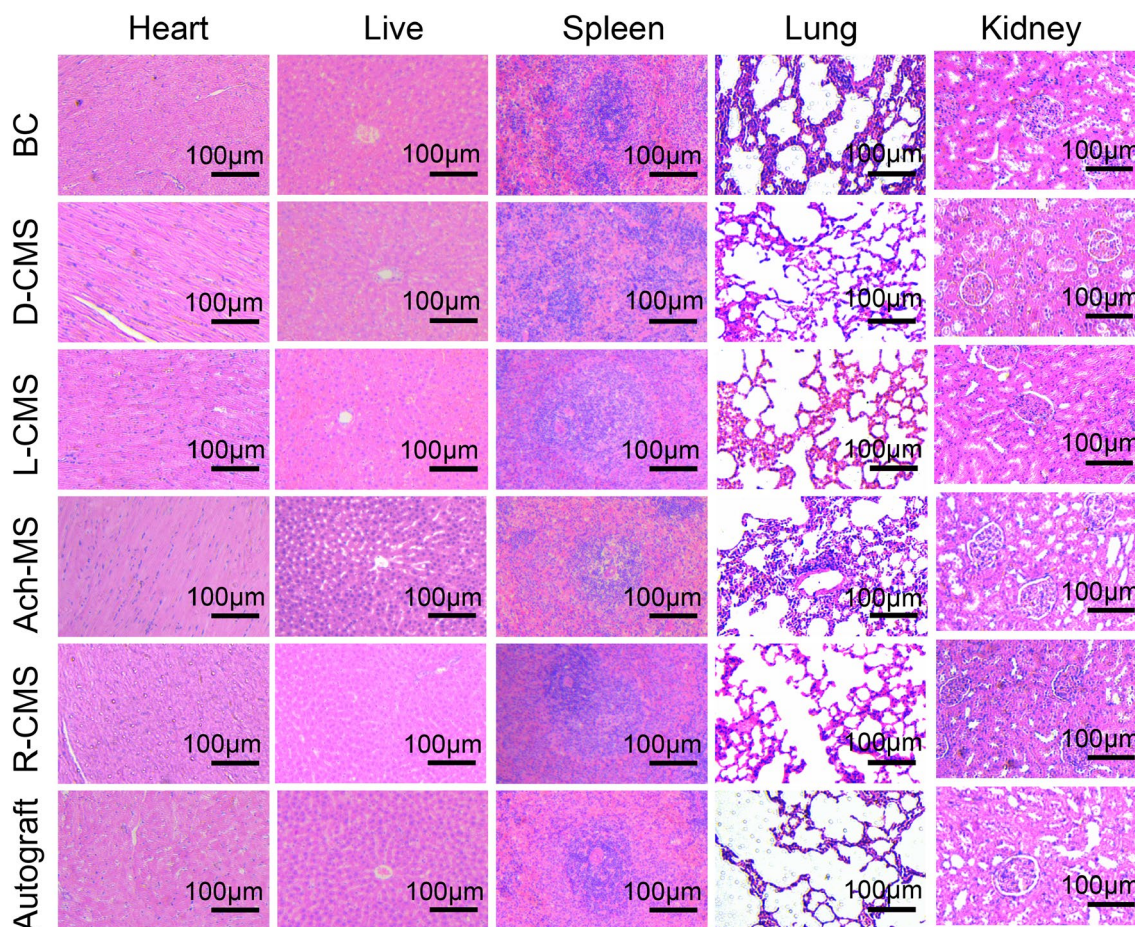 Heart Live Spleen Lung Kidney
BC 100μm 100μm 100μm 100μm 100μm
D-CMS 100μm 100μm 100μm 100μm 100μm
L-CMS 100μm 100μm 100μm 100μm 100μm
Ach-MS 100μm 100μm 100μm 100μm 100μm
R-CMS 100μm 100μm 100μm 100μm 100μm
Autograft 100μm 100μm 100μm 100μm 100μm